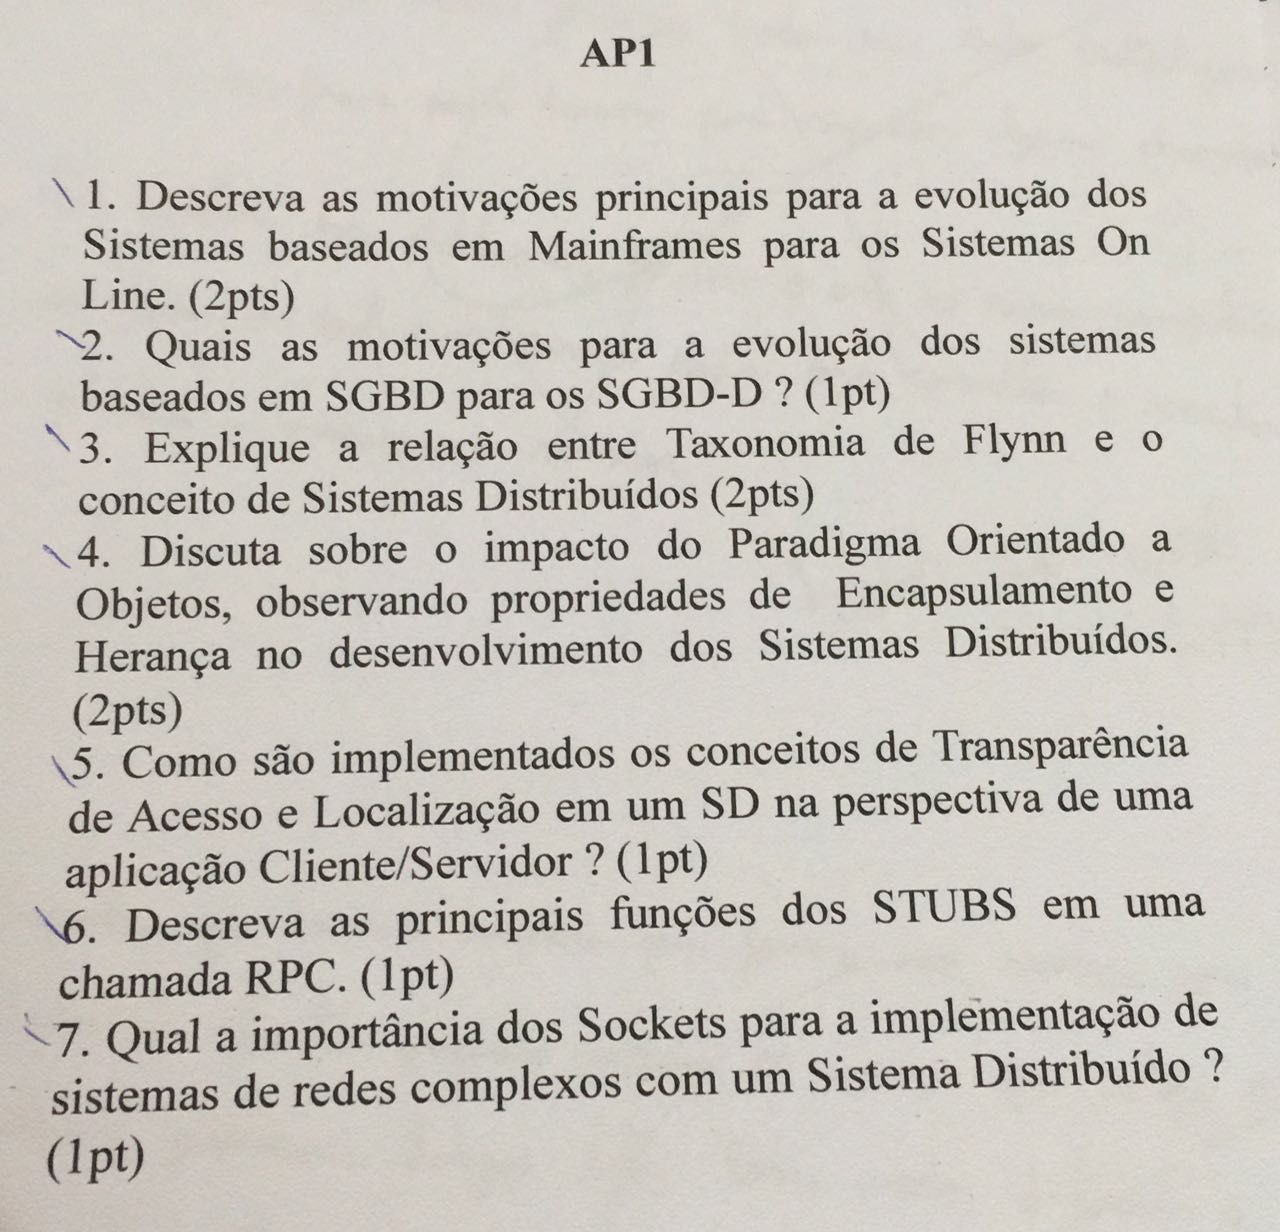 AP1
1. Descreva as motivações principais para a evolução dos
Sistemas baseados em Mainframes para os Sistemas On
Line. (2pts)
2. Quais as motivações para a evolução dos sistemas
baseados em SGBD para os SGBD-D ? (1pt)
3. Explique a relação entre Taxonomia de Flynn e o
conceito de Sistemas Distribuídos (2pts)
4. Discuta sobre o impacto do Paradigma Orientado a
Objetos, observando propriedades de Encapsulamento e
Herança no desenvolvimento dos Sistemas Distribuídos.
(2pts)
5. Como são implementados os conceitos de Transparência
de Acesso e Localização em um SD na perspectiva de uma
aplicação Cliente/Servidor ? (1pt)
6. Descreva as principais funções dos STUBS em uma
chamada RPC. (1pt)
7. Qual a importância dos Sockets para a implementação de
sistemas de redes complexos com um Sistema Distribuído ?
(1pt)